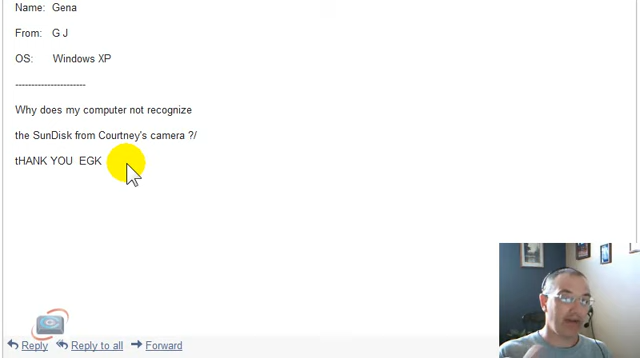 Name: Gena
From: G J
OS: Windows XP
----------------------
Why does my computer not recognize
the SunDisk from Courtney's camera ?/
tHANK YOU EGK
Reply Reply to all Forward